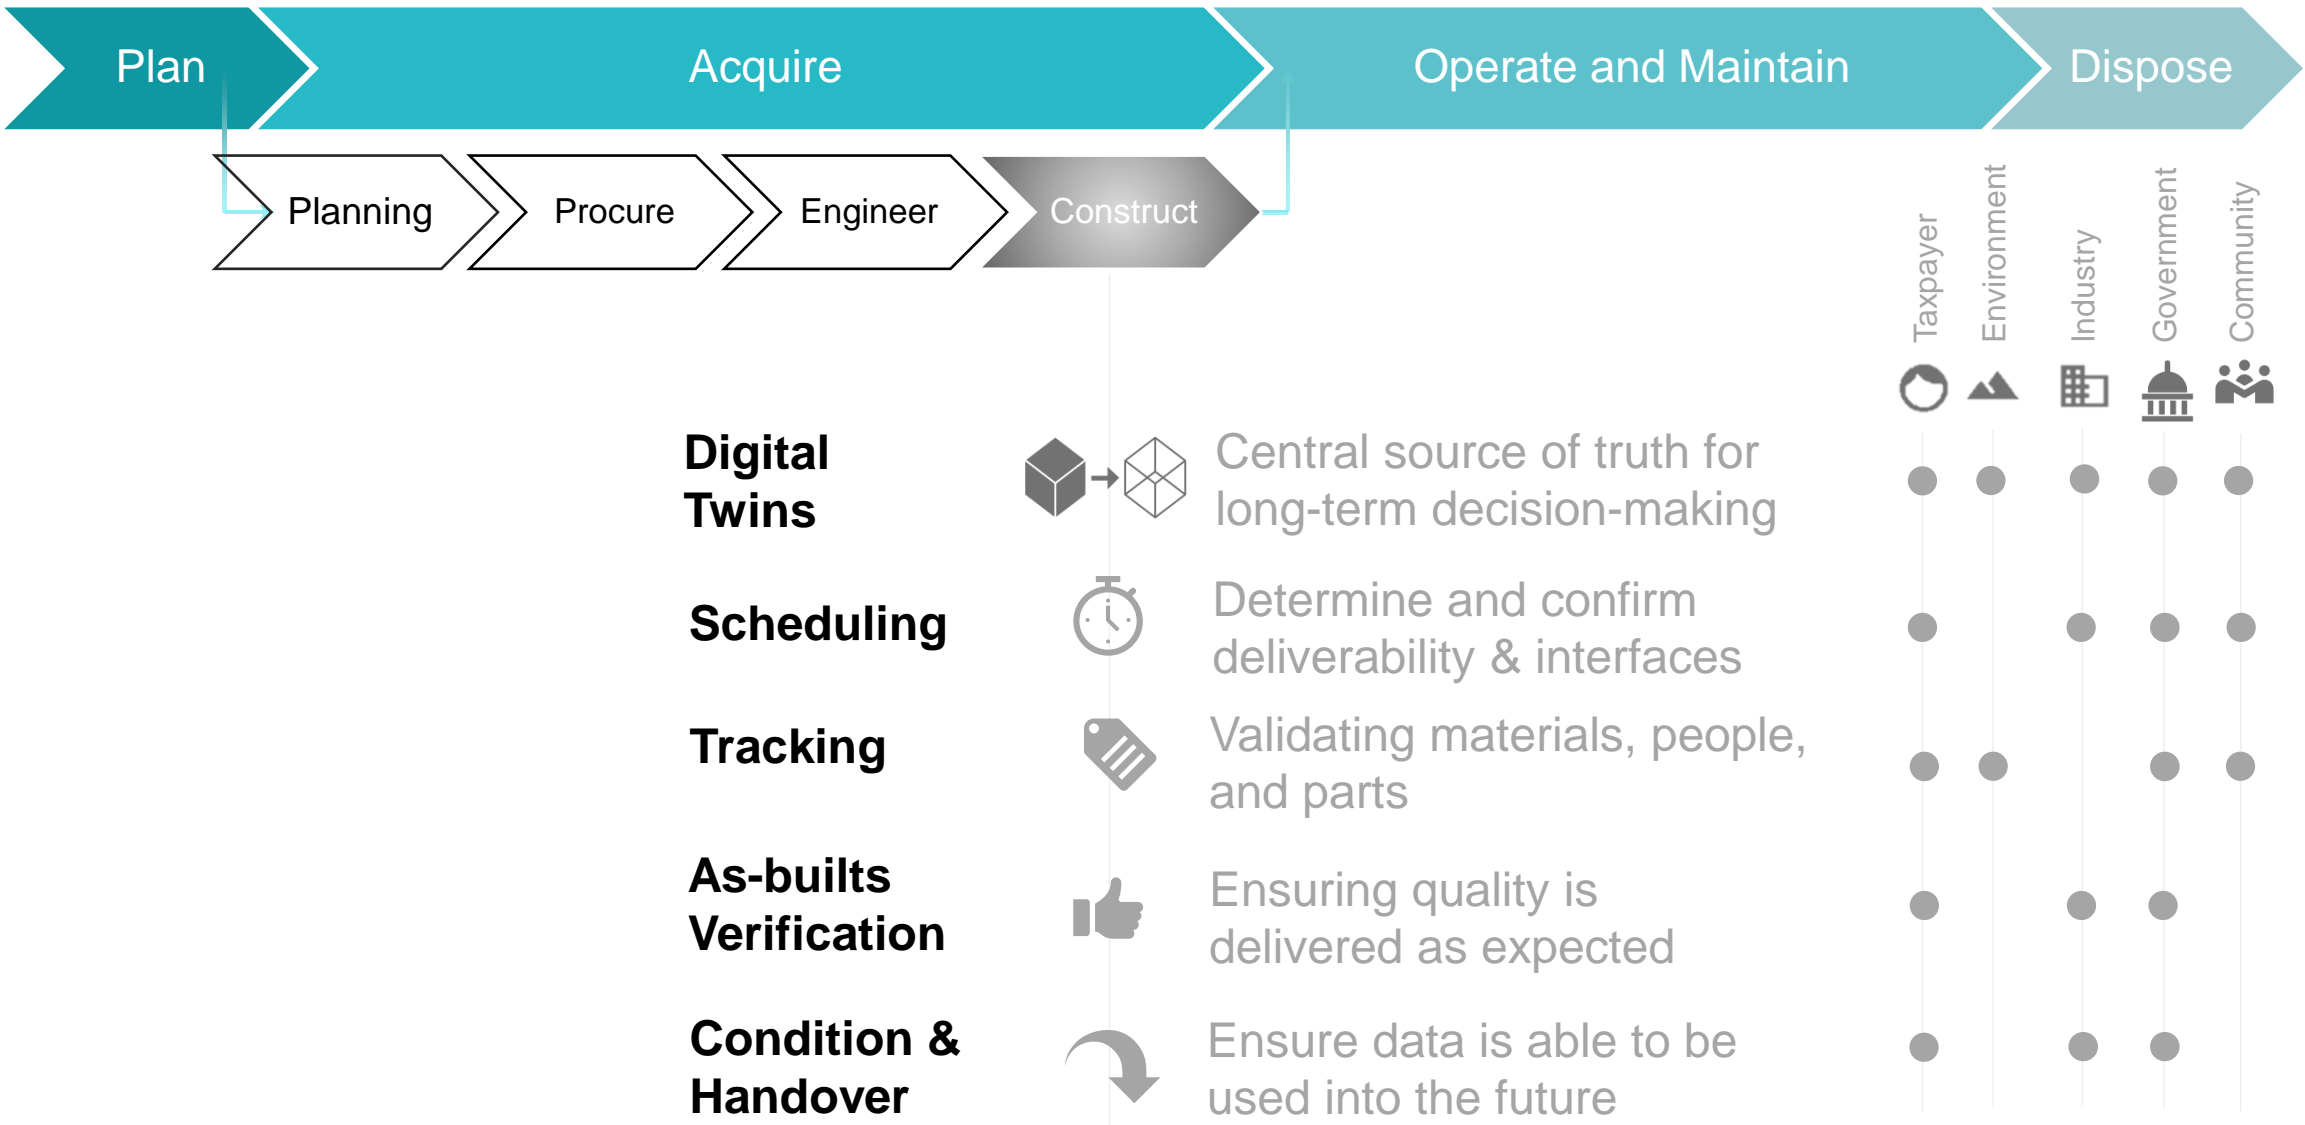 Plan
Acquire
Operate and Maintain
Dispose
Planning
Procure
Engineer
Construct
Taxpayer
Environment
Industry
Government
Community
Digital
Twins
Central source of truth for
long-term decision-making
Scheduling
Determine and confirm
deliverability & interfaces
Tracking
Validating materials, people,
and parts
As-builts
Verification
Ensuring quality is
delivered as expected
Condition &
Handover
Ensure data is able to be
used into the future